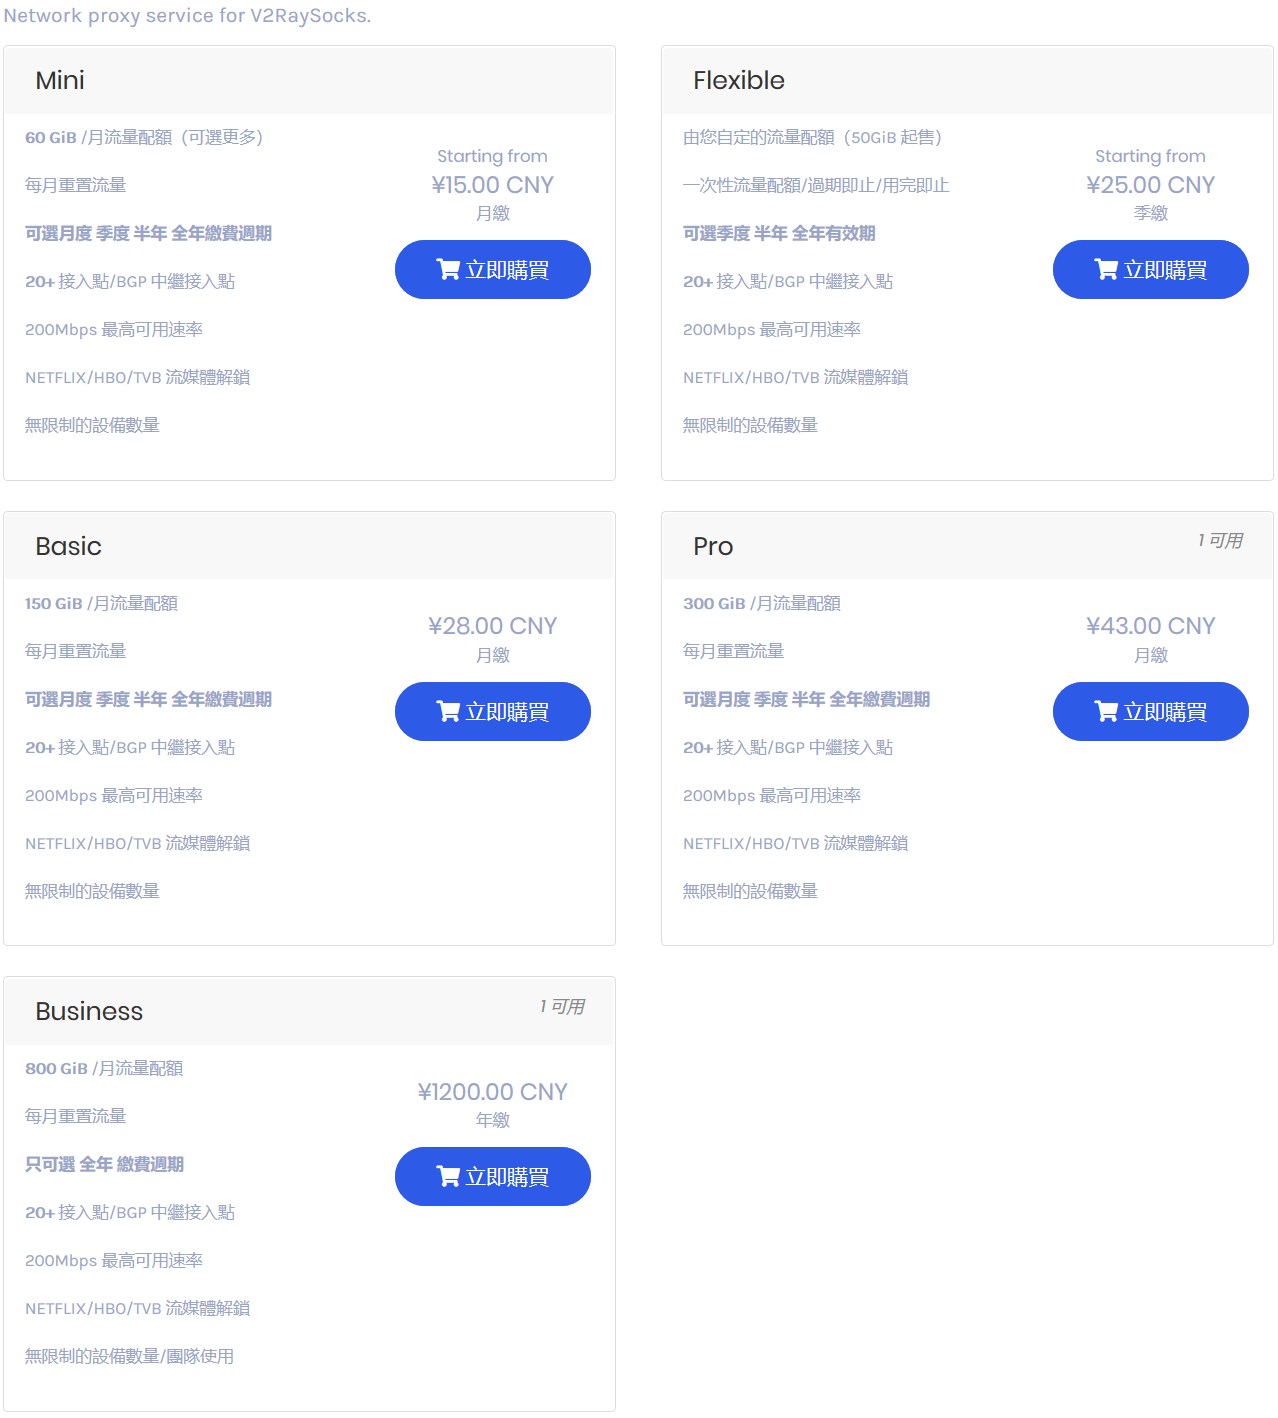 Network proxy service for V2RaySocks.
Mini
60 GiB /月流量配額（可選更多）
每月重置流量
可選月度 季度 半年 全年繳費週期
20+ 接入點/BGP 中繼接入點
200Mbps 最高可用速率
NETFLIX/HBO/TVB 流媒體解鎖
無限制的設備數量
Starting from
¥15.00 CNY
月繳
立即購買
Flexible
由您自定的流量配額（50GiB 起售）
一次性流量配額/過期即止/用完即止
可選季度 半年 全年有效期
20+ 接入點/BGP 中繼接入點
200Mbps 最高可用速率
NETFLIX/HBO/TVB 流媒體解鎖
無限制的設備數量
Starting from
¥25.00 CNY
季繳
立即購買
Basic
150 GiB /月流量配額
每月重置流量
可選月度 季度 半年 全年繳費週期
20+ 接入點/BGP 中繼接入點
200Mbps 最高可用速率
NETFLIX/HBO/TVB 流媒體解鎖
無限制的設備數量
¥28.00 CNY
月繳
立即購買
Pro
1 可用
300 GiB /月流量配額
每月重置流量
可選月度 季度 半年 全年繳費週期
20+ 接入點/BGP 中繼接入點
200Mbps 最高可用速率
NETFLIX/HBO/TVB 流媒體解鎖
無限制的設備數量
¥43.00 CNY
月繳
立即購買
Business
1 可用
800 GiB /月流量配額
每月重置流量
只可選 全年 繳費週期
20+ 接入點/BGP 中繼接入點
200Mbps 最高可用速率
NETFLIX/HBO/TVB 流媒體解鎖
無限制的設備數量/團隊使用
¥1200.00 CNY
年繳
立即購買